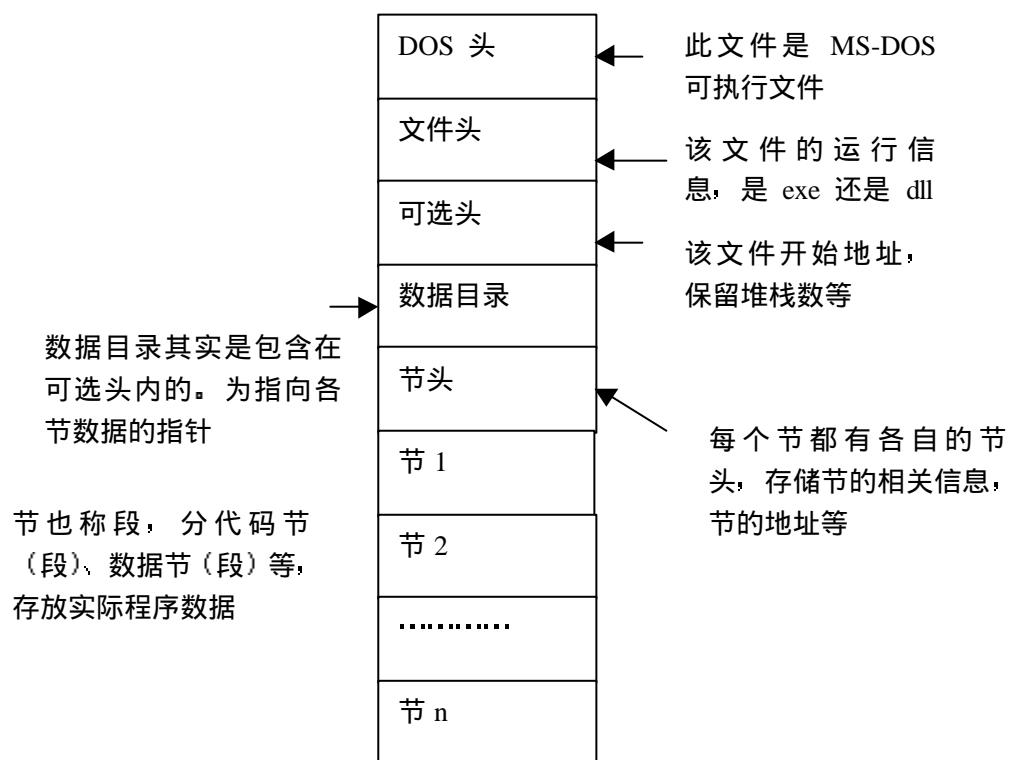 DOS 头
此文件是 MS-DOS
可执行文件
文件头
该文件的运行信
息，是 exe 还是 dll
可选头
该文件开始地址，
保留堆栈数等
数据目录
数据目录其实是包含在
可选头内的。为指向各
节数据的指针
节头
每个节都有各自的节
头，存储节的相关信息，
节的地址等
节 1
节也称段，分代码节
（段）、数据节（段）等，
存放实际程序数据
节 2
…………
节 n